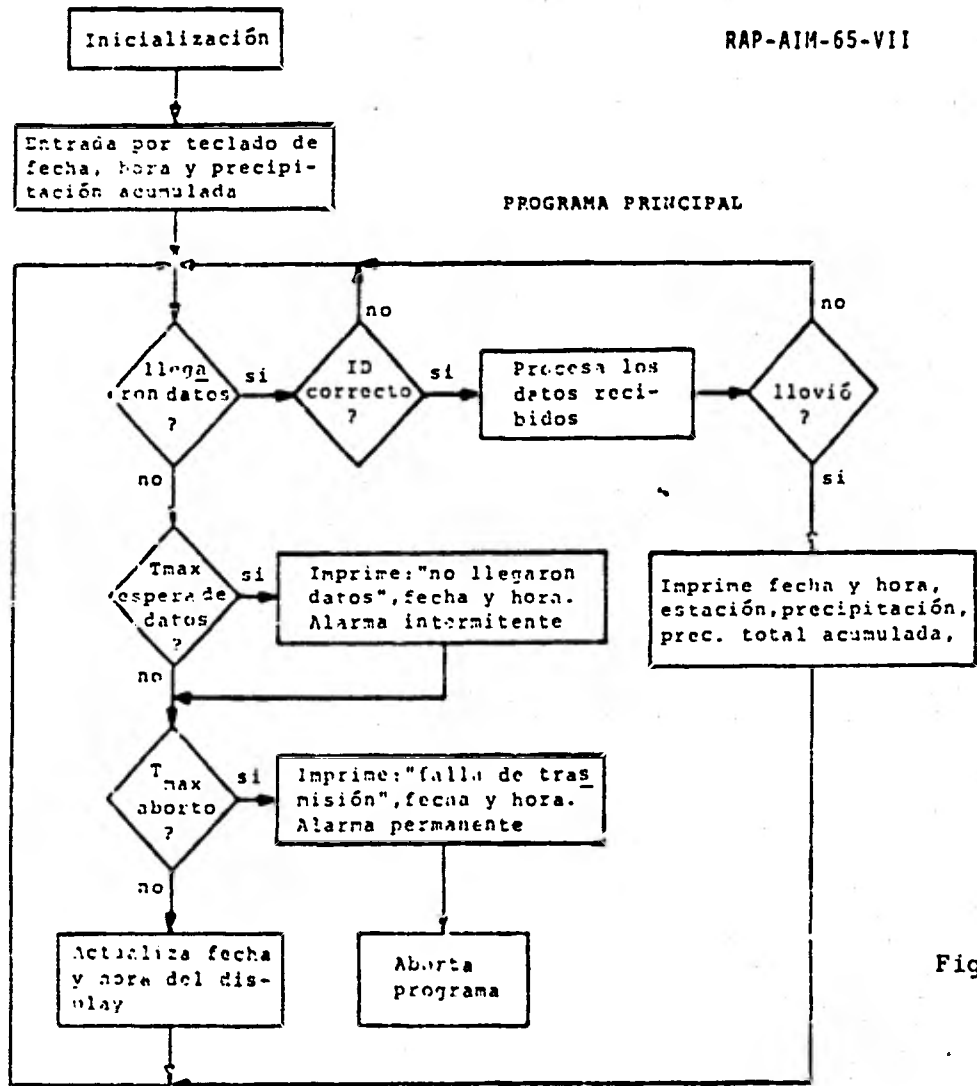 RAP-AIM-65-VII
Inicialización
Entrada por teclado de
fecha, hora y precipi-
tación acumulada
PROGRAMA PRINCIPAL
llega
ron datos
?
si
no
ID
correcto
?
no
si
Procesa los
datos reci-
bidos
llovió
?
no
si
Tmax
espera de
datos
?
si
no
Imprime:"no llegaron
datos",fecha y hora.
Alarma intermitente
Imprime fecha y hora,
estación,precipitación,
prec. total acumulada,
Tmax
aborto
?
si
no
Imprime:"falla de tras
misión",fecha y hora.
Alarma permanente
Actualiza fecha
y hora del dis-
play
Aborta
programa
Fig